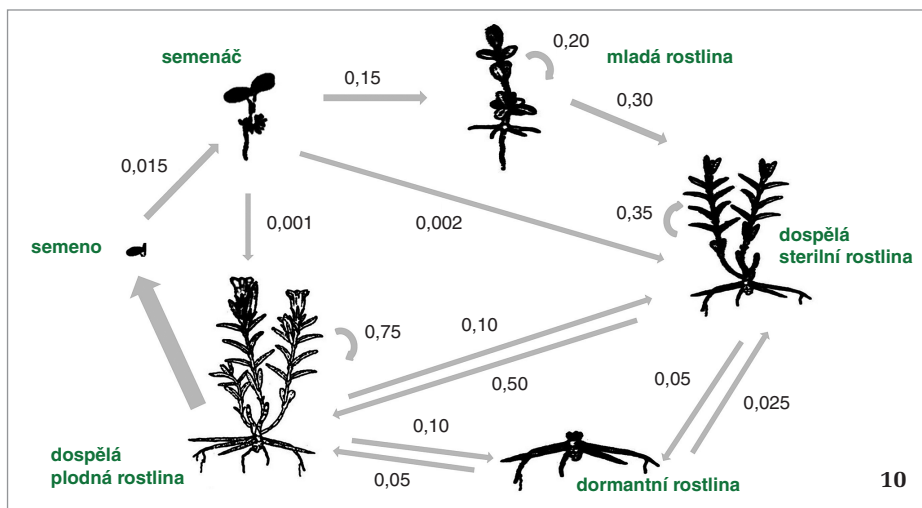 semenáč
0,15
0,20
mladá rostlina
0,30
0,015
0,001
0,002
0,35
semeno
dospělá
sterilní rostlina
0,75
0,10
0,50
0,05
0,025
0,10
0,05
dospělá
plodná rostlina
dormantní rostlina
10